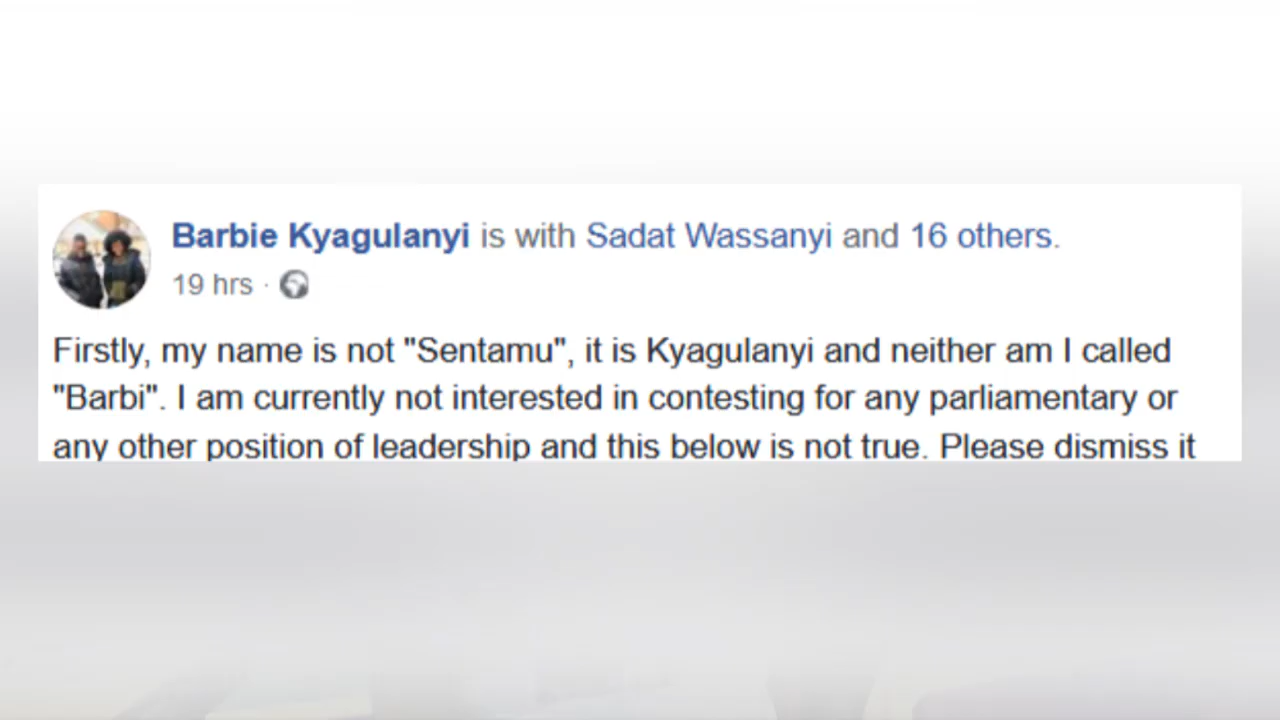 Barbie Kyagulanyi is with Sadat Wassanyi and 16 others.
19 hrs ·
Firstly, my name is not "Sentamu", it is Kyagulanyi and neither am I called
"Barbi". I am currently not interested in contesting for any parliamentary or
any other position of leadership and this below is not true. Please dismiss it